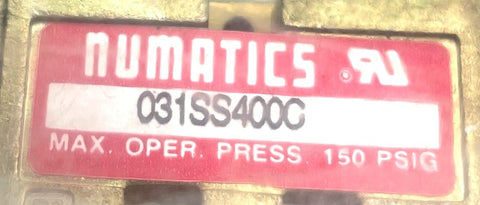 NUMATICS
031SS400C
MAX. OPER. PRESS. 150 PSIG